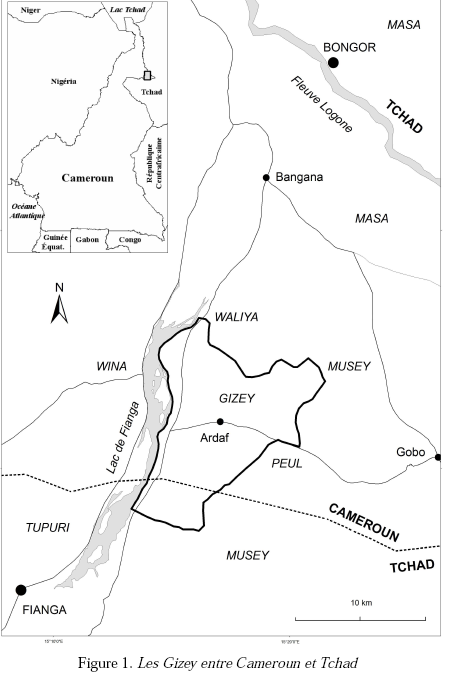 Niger
Lac Tchad
Nigéria
Tchad
République
Centrafricaine
Cameroun
Océan
Atlantique
Guinée
Équat.
Gabon
Congo
MASA
BONGOR
Fleuve Logone
TCHAD
Bangana
MASA
N
WALIYA
WINA
MUSEY
GIZEY
Ardaf
Lac de Fianga
Gobo
PEUL
CAMEROUN
TCHAD
TUPURI
MUSEY
FIANGA
10 km
Figure 1. Les Gizey entre Cameroun et Tchad